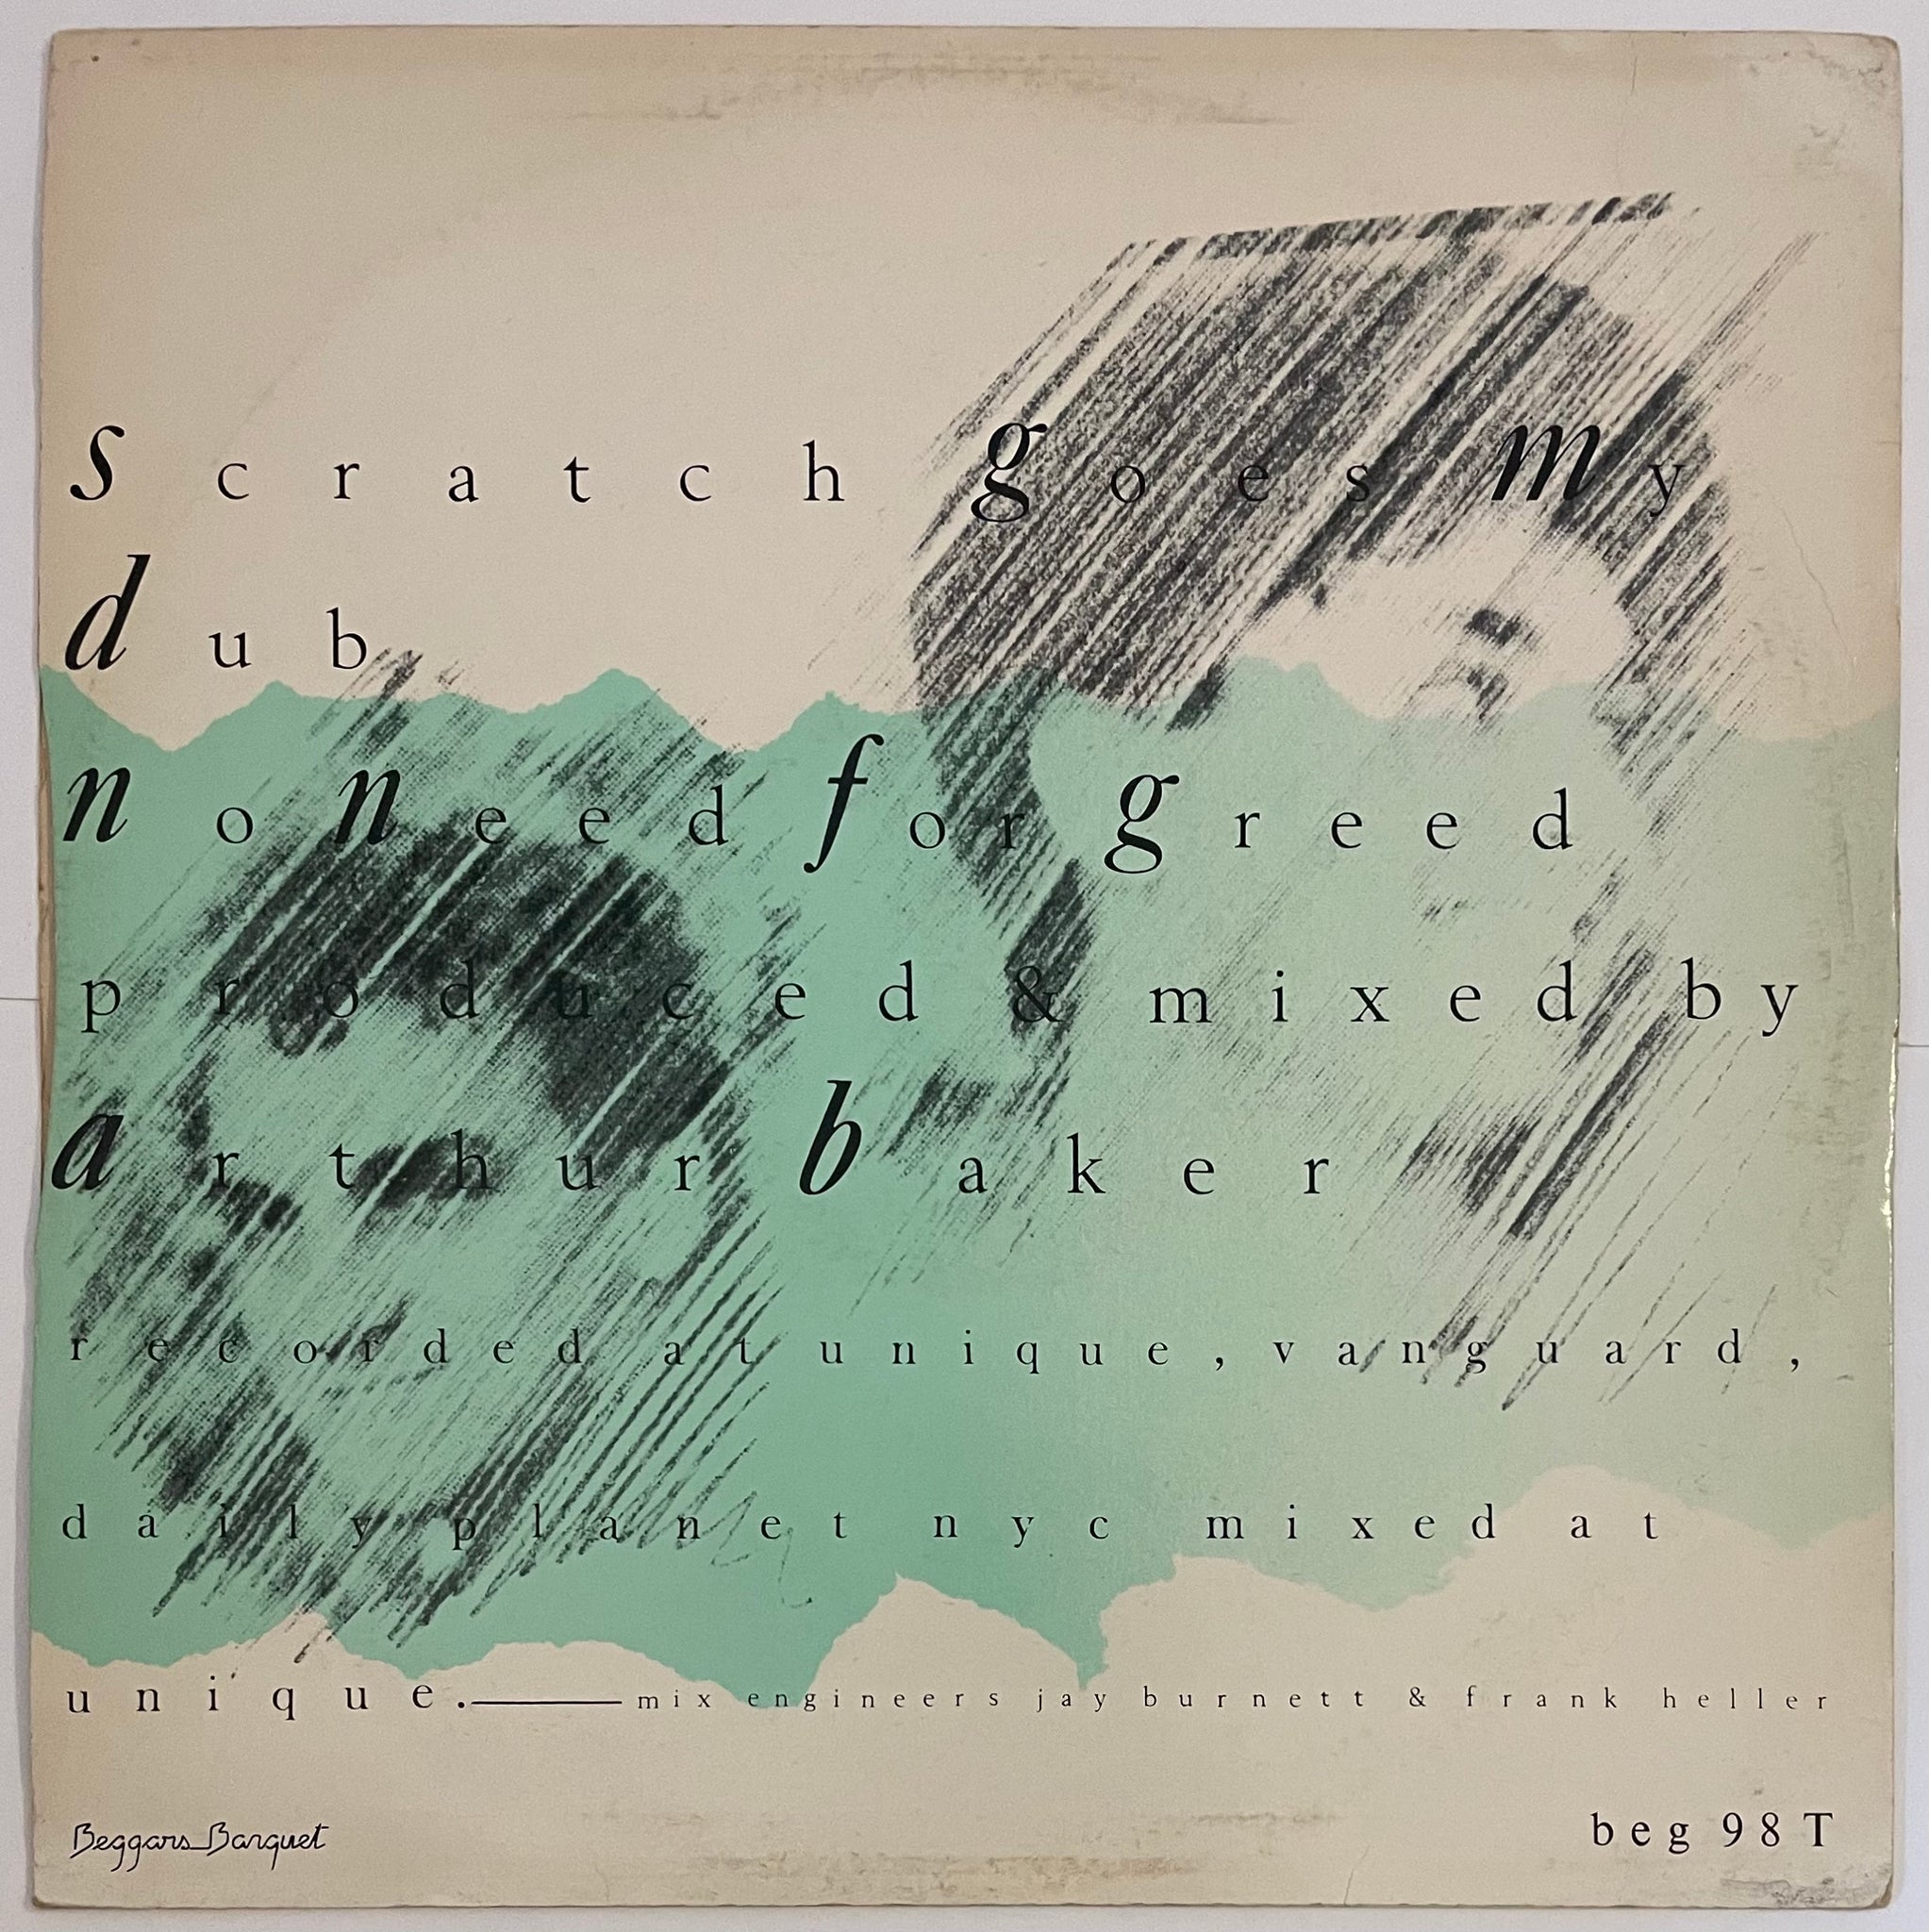 scratch goes my
dub
no need for greed
produced & mixed by
arthur baker
recorded at unique, vanguard,
daily planet nyc mixed at
unique.——mix engineers jay burnett & frank heller
Beggars Banquet
beg 98 T